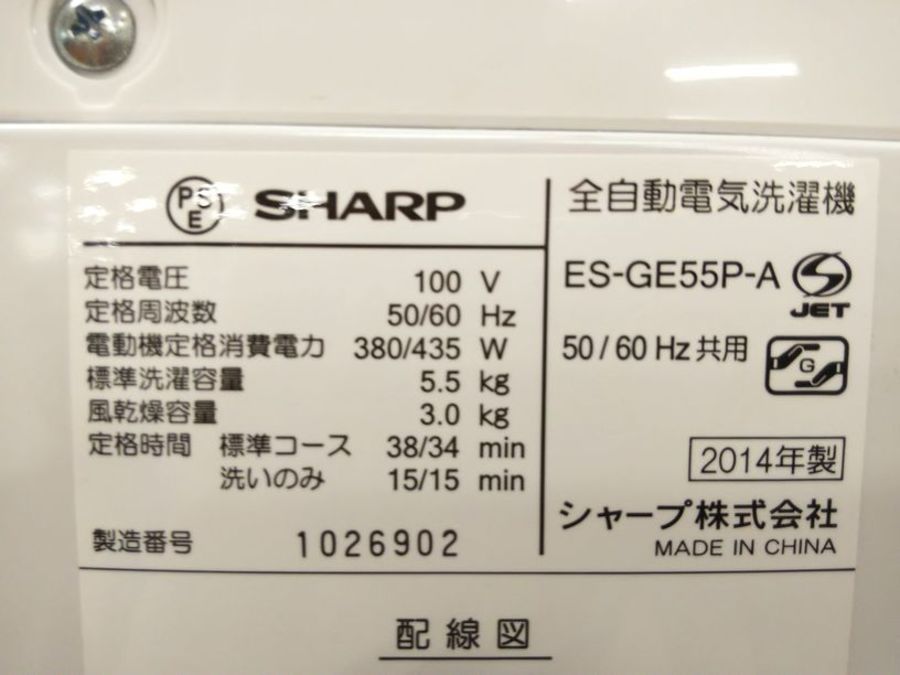 PSE SHARP
定格電圧 100 V
定格周波数 50/60 Hz
電動機定格消費電力 380/435 W
標準洗濯容量 5.5 kg
風乾燥容量 3.0 kg
定格時間 標準コース 38/34 min
洗いのみ 15/15 min
製造番号 1026902
全自動電気洗濯機
ES-GE55P-A
JET
50/60 Hz共用
G
2014年製
シャープ株式会社
MADE IN CHINA
配線図